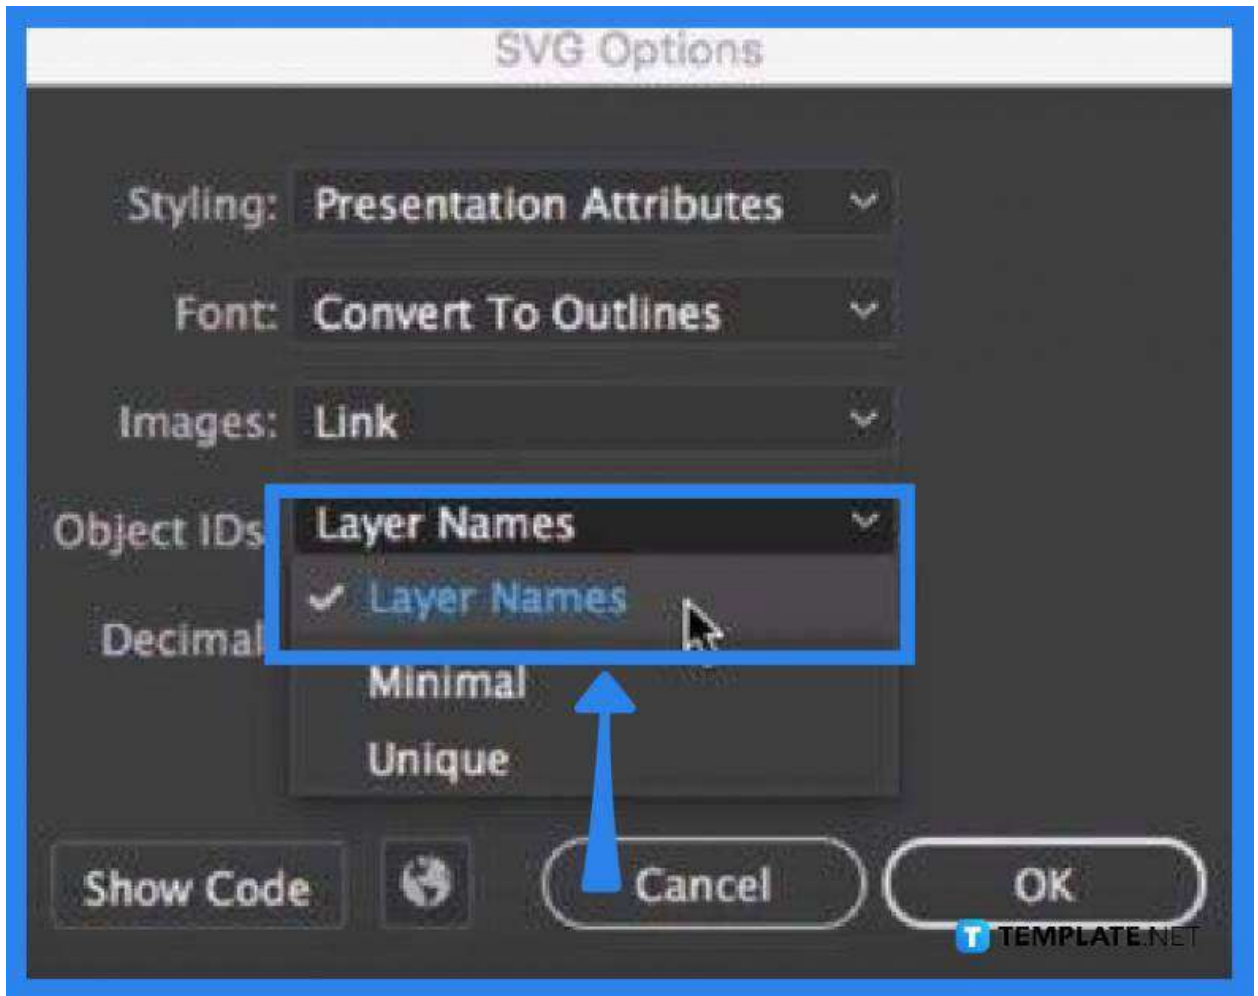 SVG Options
Styling: Presentation Attributes
Font: Convert To Outlines
Images: Link
Object IDs Layer Names
Layer Names
Decimal
Minimal
Unique
Show Code Cancel OK
T TEMPLATE.NET